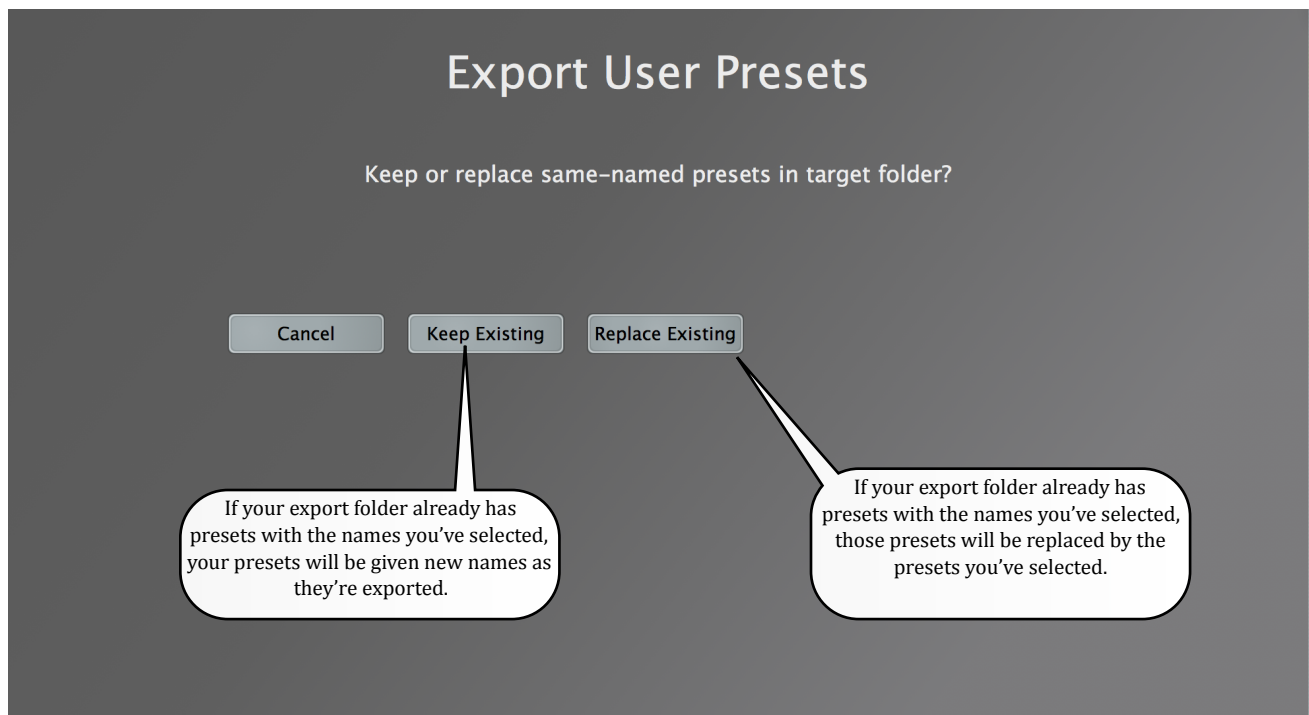 Export User Presets
Keep or replace same-named presets in target folder?
Cancel
Keep Existing
Replace Existing
If your export folder already has
presets with the names you’ve selected,
your presets will be given new names as
they’re exported.
If your export folder already has
presets with the names you’ve selected,
those presets will be replaced by the
presets you’ve selected.